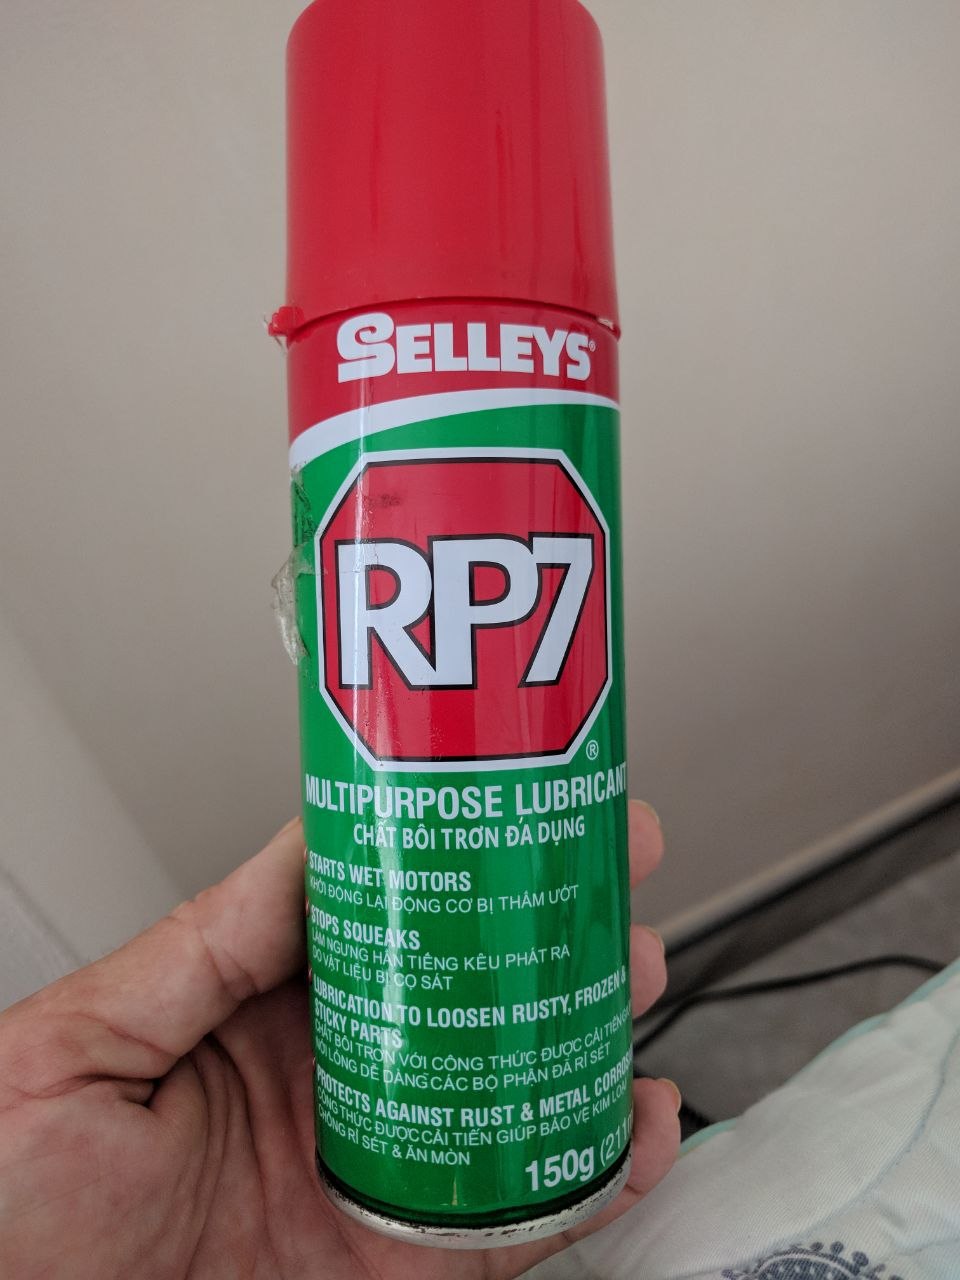 SELLEYS®
RP7
®
MULTIPURPOSE LUBRICANT
CHẤT BÔI TRƠN ĐA DỤNG
STARTS WET MOTORS
KHỞI ĐỘNG LẠI ĐỘNG CƠ BỊ THẤM ƯỚT
STOPS SQUEAKS
LÀM NGƯNG HẲN TIẾNG KÊU PHÁT RA
DO VẬT LIỆU BỊ CỌ SÁT
LUBRICATION TO LOOSEN RUSTY, FROZEN &
STICKY PARTS
CHẤT BÔI TRƠN VỚI CÔNG THỨC ĐƯỢC CẢI TIẾN
NỚI LỎNG DỄ DÀNG CÁC BỘ PHẬN ĐÃ RỈ SÉT
PROTECTS AGAINST RUST & METAL
CÔNG THỨC ĐƯỢC CẢI TIẾN GIÚP BẢO VỆ KIM LOẠI
CHỐNG RỈ SÉT & ĂN MÒN
150g